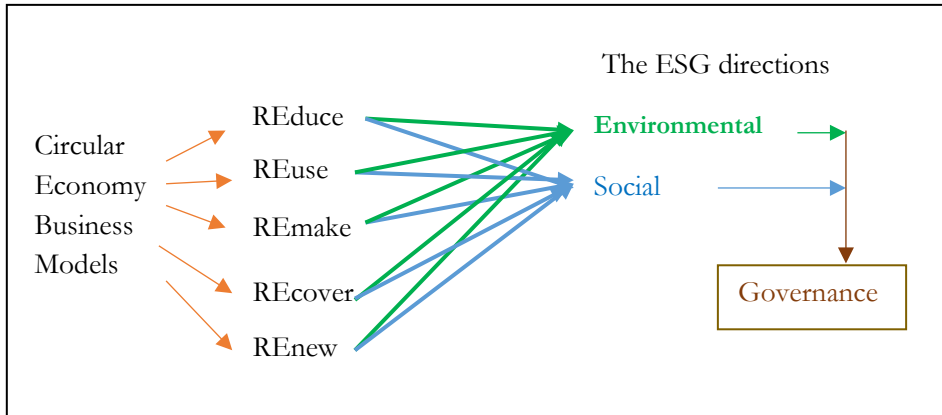 The ESG directions
Circular
Economy
Business
Models
REduce
REuse
REmake
REcover
REnew
Environmental
Social
Governance